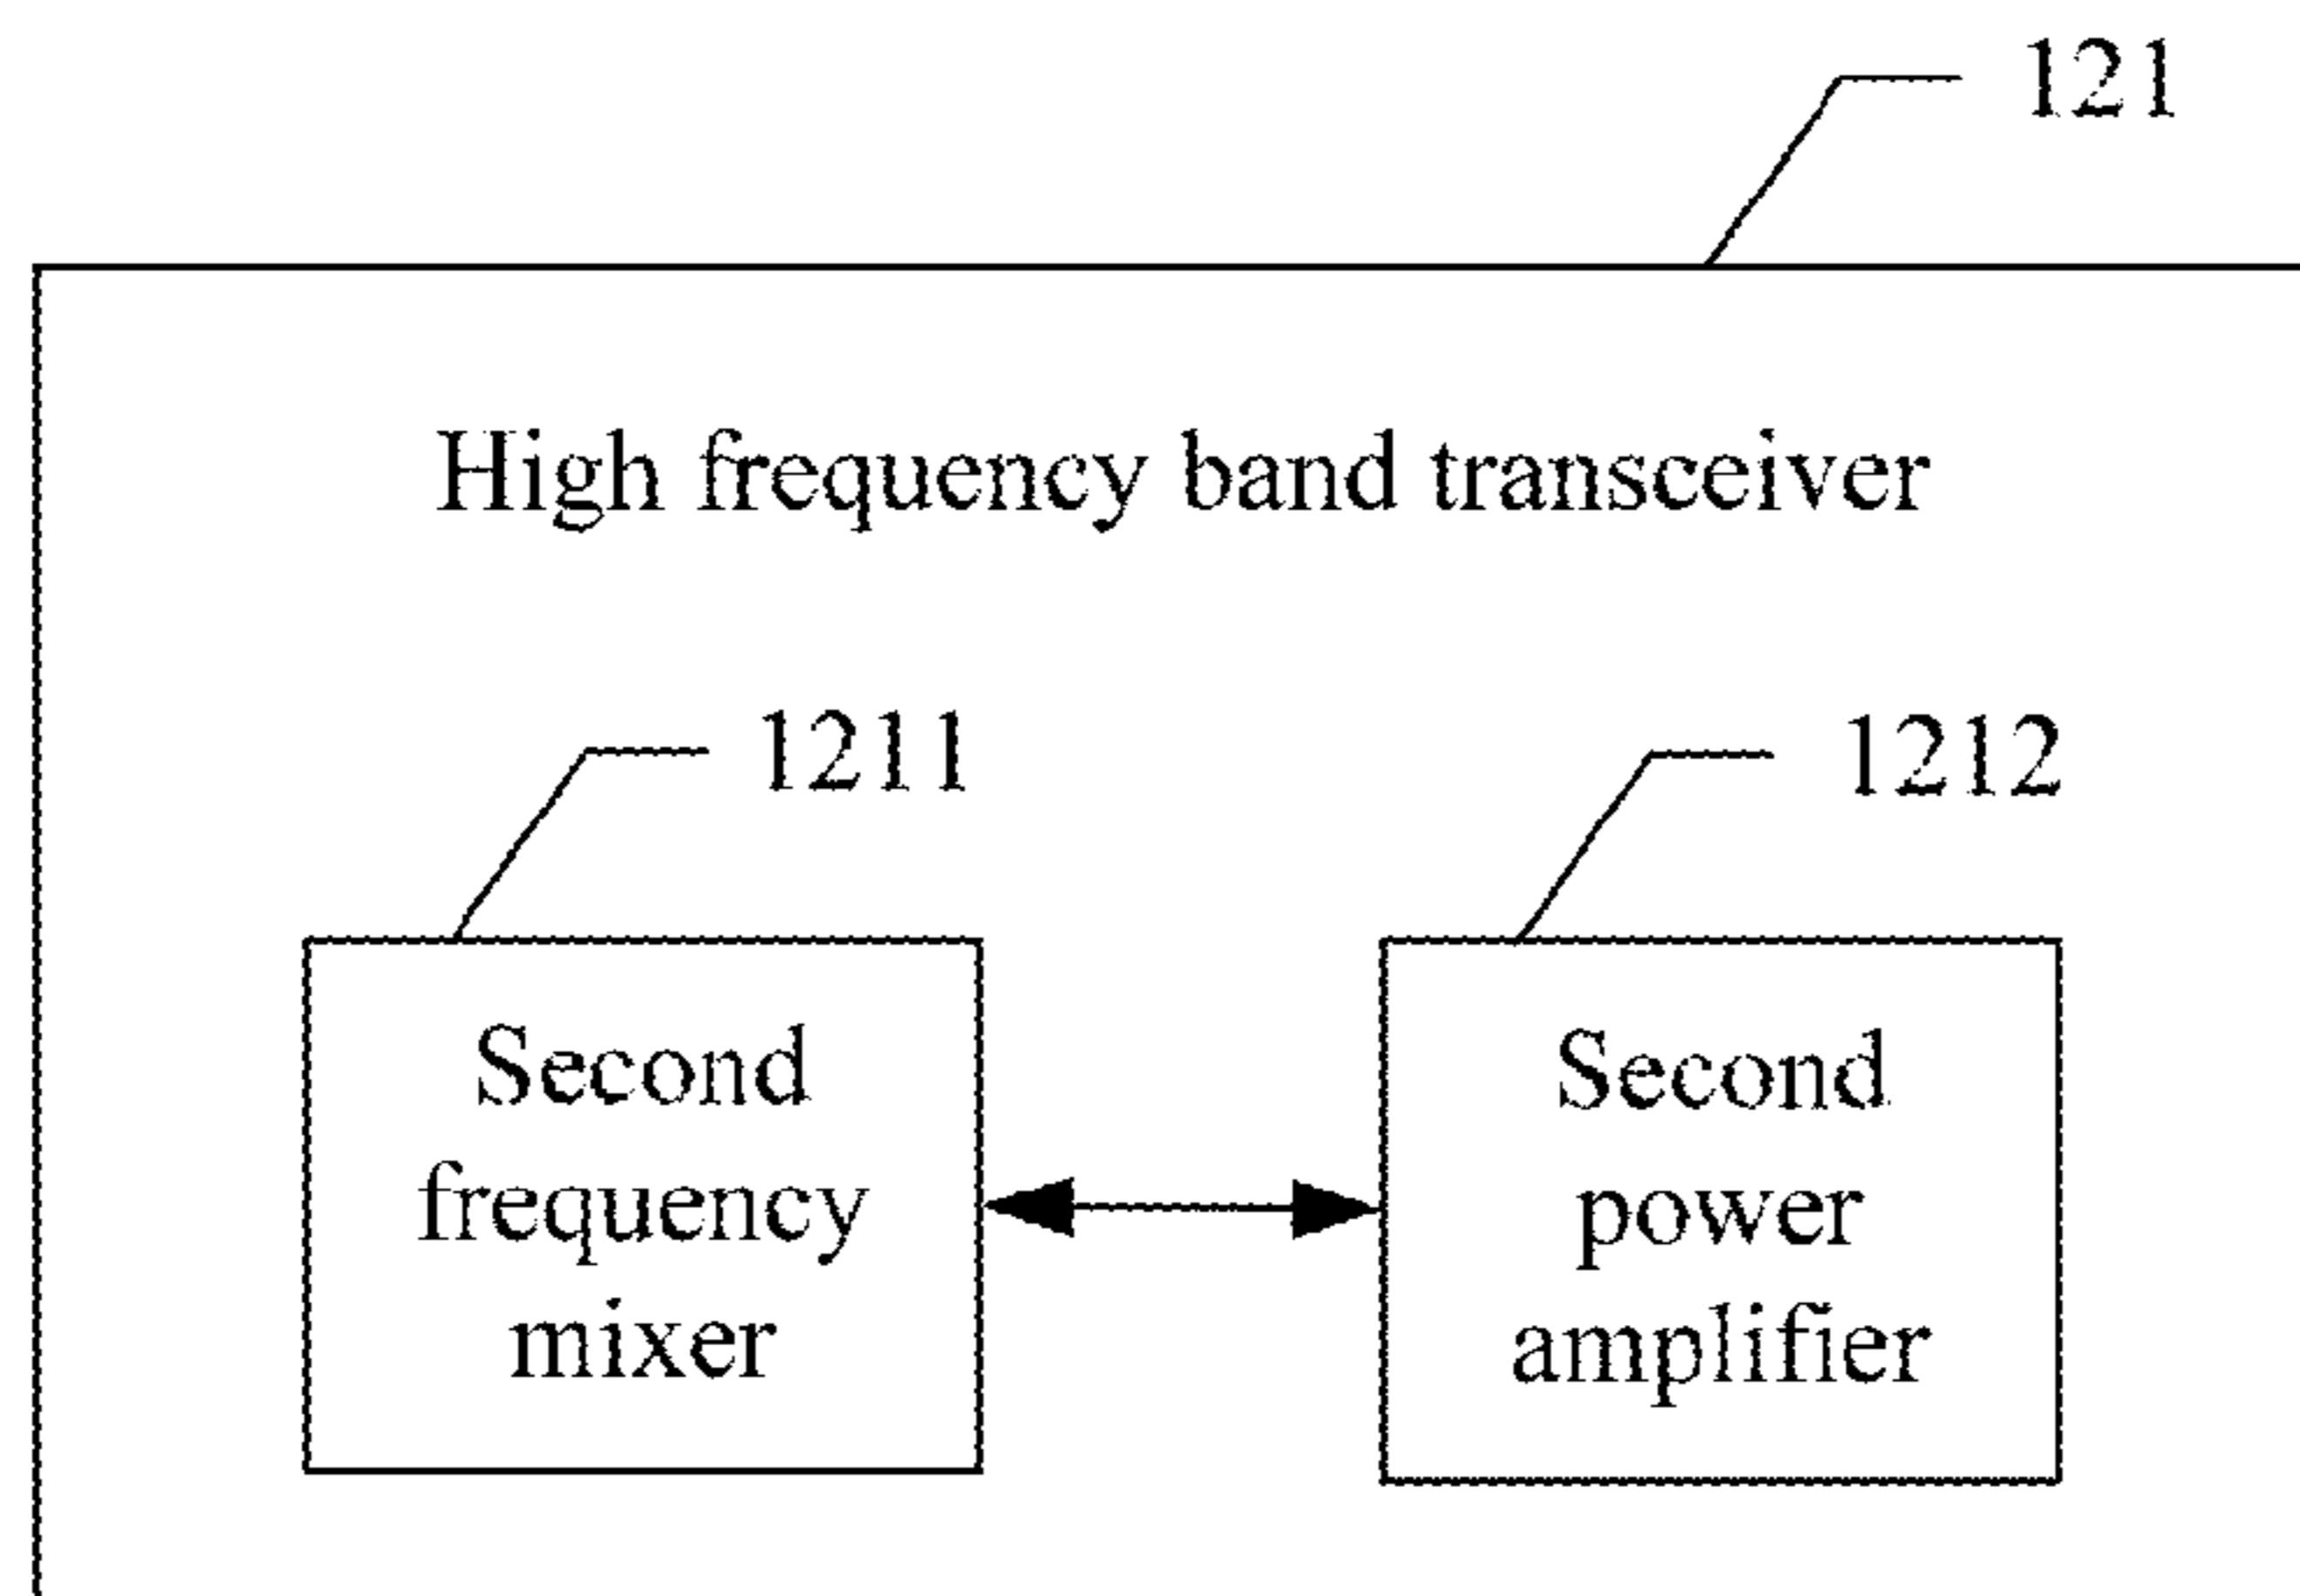 121
High frequency band transceiver
1211
1212
Second
frequency
mixer
Second
power
amplifier